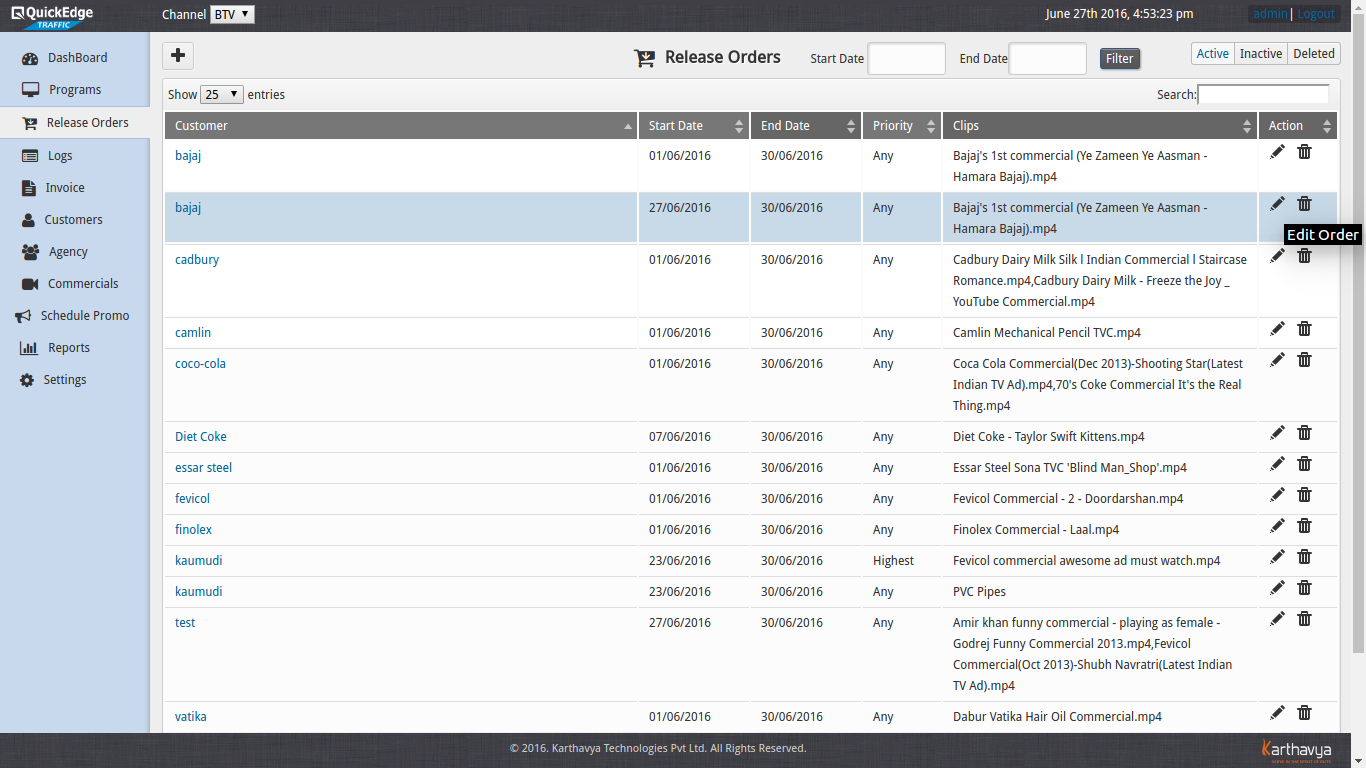 QuickEdge
TRAFFIC
Channel BTV
June 27th 2016, 4:53:23 pm
admin | Logout
DashBoard
Programs
Release Orders
Logs
Invoice
Customers
Agency
Commercials
Schedule Promo
Reports
Settings
Release Orders Start Date End Date Filter Active Inactive Deleted
Show 25 entries Search:
Customer Start Date End Date Priority Clips Action
bajaj 01/06/2016 30/06/2016 Any Bajaj's 1st commercial (Ye Zameen Ye Aasman -
Hamara Bajaj).mp4
bajaj 27/06/2016 30/06/2016 Any Bajaj's 1st commercial (Ye Zameen Ye Aasman -
Hamara Bajaj).mp4
Edit Order
cadbury 01/06/2016 30/06/2016 Any Cadbury Dairy Milk Silk l Indian Commercial l Staircase
Romance.mp4,Cadbury Dairy Milk - Freeze the Joy _
YouTube Commercial.mp4
camlin 01/06/2016 30/06/2016 Any Camlin Mechanical Pencil TVC.mp4
coco-cola 01/06/2016 30/06/2016 Any Coca Cola Commercial(Dec 2013)-Shooting Star(Latest
Indian TV Ad).mp4,70's Coke Commercial It's the Real
Thing.mp4
Diet Coke 07/06/2016 30/06/2016 Any Diet Coke - Taylor Swift Kittens.mp4
essar steel 01/06/2016 30/06/2016 Any Essar Steel Sona TVC 'Blind Man_Shop'.mp4
fevicol 01/06/2016 30/06/2016 Any Fevicol Commercial - 2 - Doordarshan.mp4
finolex 01/06/2016 30/06/2016 Any Finolex Commercial - Laal.mp4
kaumudi 23/06/2016 30/06/2016 Highest Fevicol commercial awesome ad must watch.mp4
kaumudi 23/06/2016 30/06/2016 Any PVC Pipes
test 27/06/2016 30/06/2016 Any Amir khan funny commercial - playing as female -
Godrej Funny Commercial 2013.mp4,Fevicol
Commercial(Oct 2013)-Shubh Navratri(Latest Indian
TV Ad).mp4
vatika 01/06/2016 30/06/2016 Any Dabur Vatika Hair Oil Commercial.mp4
© 2016. Karthavya Technologies Pvt Ltd. All Rights Reserved.
Karthavya